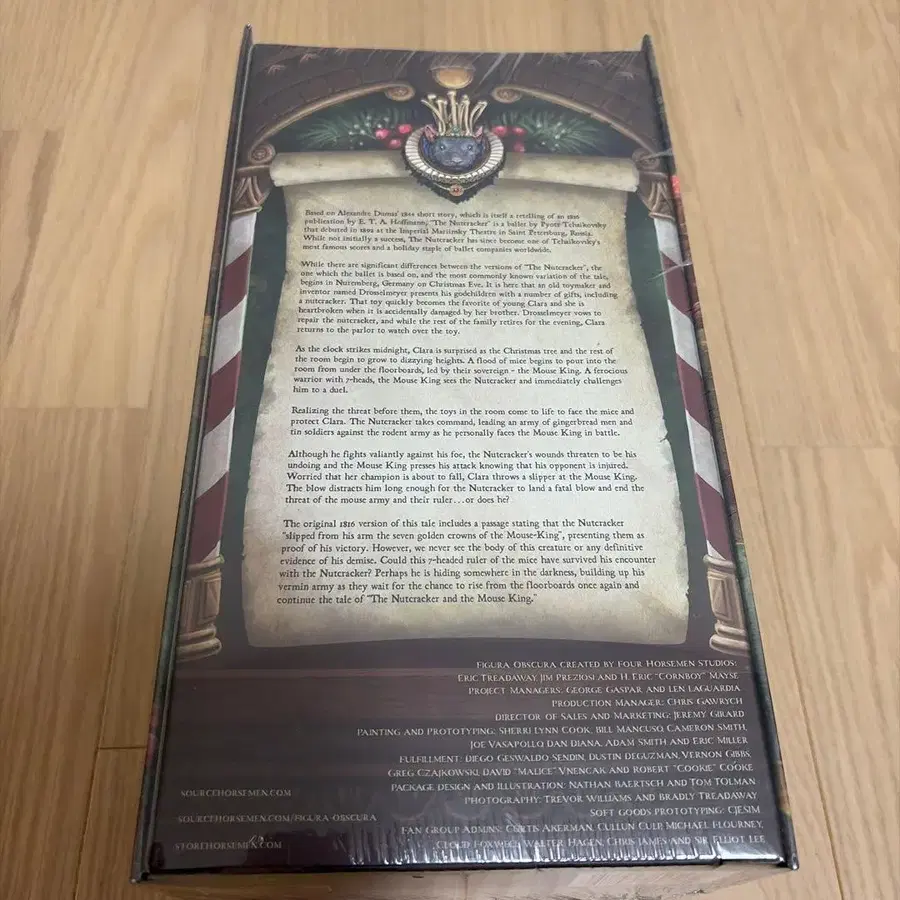 Based on Alexandre Dumas' 1844 short story, which is itself a retelling of an 1816
publication by E. T. A. Hoffmann, "The Nutcracker" is a ballet by Pyotr Tchaikovsky
that debuted in 1892 at the Imperial Mariinsky Theatre in Saint Petersburg, Russia.
While not initially a success, The Nutcracker has since become one of Tchaikovsky's
most famous scores and a holiday staple of ballet companies worldwide.
While there are significant differences between the versions of "The Nutcracker", the
one which the ballet is based on, and the most commonly known variation of the tale,
begins in Nuremberg, Germany on Christmas Eve. It is here that an old toymaker and
inventor named Drosselmeyer presents his godchildren with a number of gifts, including
a nutcracker. That toy quickly becomes the favorite of young Clara and she is
heartbroken when it is accidentally damaged by her brother. Drosselmeyer vows to
repair the nutcracker, and while the rest of the family retires for the evening, Clara
returns to the parlor to watch over the toy.
As the clock strikes midnight, Clara is surprised as the Christmas tree and the rest of
the room begin to grow to dizzying heights. A flood of mice begins to pour into the
room from under the floorboards, led by their sovereign - the Mouse King. A ferocious
warrior with 7-heads, the Mouse King sees the Nutcracker and immediately challenges
him to a duel.
Realizing the threat before them, the toys in the room come to life to face the mice and
protect Clara. The Nutcracker takes command, leading an army of gingerbread men and
tin soldiers against the rodent army as he personally faces the Mouse King in battle.
Although he fights valiantly against his foe, the Nutcracker's wounds threaten to be his
undoing and the Mouse King presses his attack knowing that his opponent is injured.
Worried that her champion is about to fall, Clara throws a slipper at the Mouse King.
The blow distracts him long enough for the Nutcracker to land a fatal blow and end the
threat of the mouse army and their ruler...or does he?
The original 1816 version of this tale includes a passage stating that the Nutcracker
"slipped from his arm the seven golden crowns of the Mouse-King", presenting them as
proof of his victory. However, we never see the body of this creature or any definitive
evidence of his demise. Could this 7-headed ruler of the mice have survived his encounter
with the Nutcracker? Perhaps he is hiding somewhere in the darkness, building up his
vermin army as they wait for the chance to rise from the floorboards once again and
continue the tale of "The Nutcracker and the Mouse King."
Figura Obscura created by Four Horsemen Studios:
Eric Treadaway, Jim Preziosi and H. Eric "Cornboy" Mayse
Project Managers: George Gaspar and Len LaGuardia
Production Manager: Chris Gawrych
Director of Sales and Marketing: Jeremy Girard
Painting and Prototyping: Sherri Lynn Cook, Bill Mancuso, Cameron Smith,
Joe Vasapollo, Dan Diana, Adam Smith and Eric Miller
Fulfillment: Diego Geswaldo Sendin, Dustin DeGuzman, Vernon Gibbs,
Greg Czajkowski, David "Malice" Vnencak and Robert "Cookie" Cooke
Package Design and Illustration: Nathan Baertsch and Tom Tolman
Photography: Trevor Williams and Bradly Treadaway
Soft Goods Prototyping: CJESIM
Fan Group Admins: Curtis Akerman, Cullun Culp, Michael Flourney,
Cloud Foxwell, Walter Hagen, Chris James and Sir Elliot Lee
sourcehorsemen.com
sourcehorsemen.com/figura-obscura
storehorsemen.com